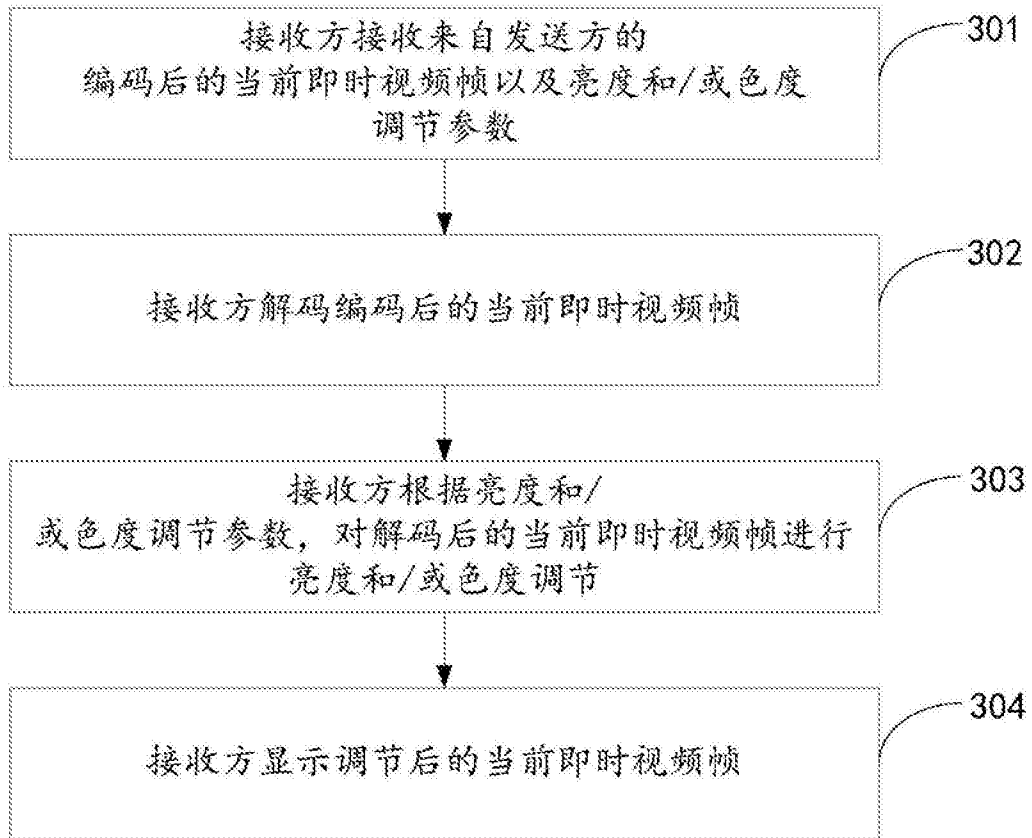 接收方接收来自发送方的
编码后的当前即时视频帧以及亮度和/或色度
调节参数
301
接收方解码编码后的当前即时视频帧
302
接收方根据亮度和/
或色度调节参数，对解码后的当前即时视频帧进行
亮度和/或色度调节
303
接收方显示调节后的当前即时视频帧
304